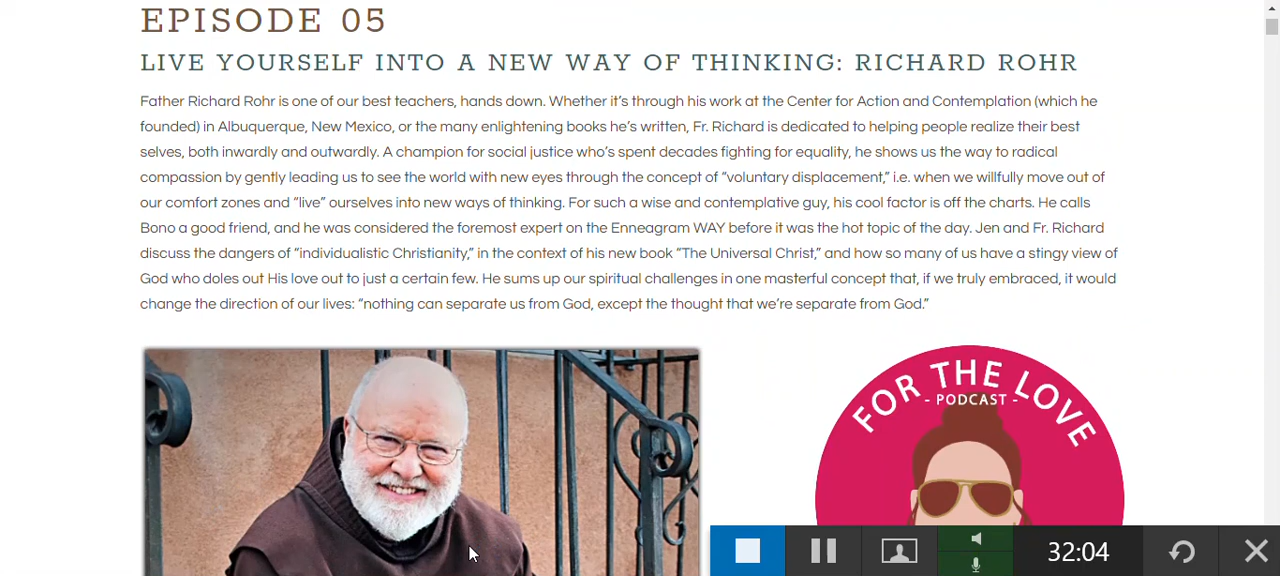 EPISODE 05
LIVE YOURSELF INTO A NEW WAY OF THINKING: RICHARD ROHR
Father Richard Rohr is one of our best teachers, hands down. Whether it’s through his work at the Center for Action and Contemplation (which he
founded) in Albuquerque, New Mexico, or the many enlightening books he’s written, Fr. Richard is dedicated to helping people realize their best
selves, both inwardly and outwardly. A champion for social justice who’s spent decades fighting for equality, he shows us the way to radical
compassion by gently leading us to see the world with new eyes through the concept of “voluntary displacement,” i.e. when we willfully move out of
our comfort zones and “live” ourselves into new ways of thinking. For such a wise and contemplative guy, his cool factor is off the charts. He calls
Bono a good friend, and he was considered the foremost expert on the Enneagram WAY before it was the hot topic of the day. Jen and Fr. Richard
discuss the dangers of “individualistic Christianity,” in the context of his new book “The Universal Christ,” and how so many of us have a stingy view of
God who doles out His love out to just a certain few. He sums up our spiritual challenges in one masterful concept that, if we truly embraced, it would
change the direction of our lives: “nothing can separate us from God, except the thought that we’re separate from God.”
FOR THE LOVE
- PODCAST -
32:04